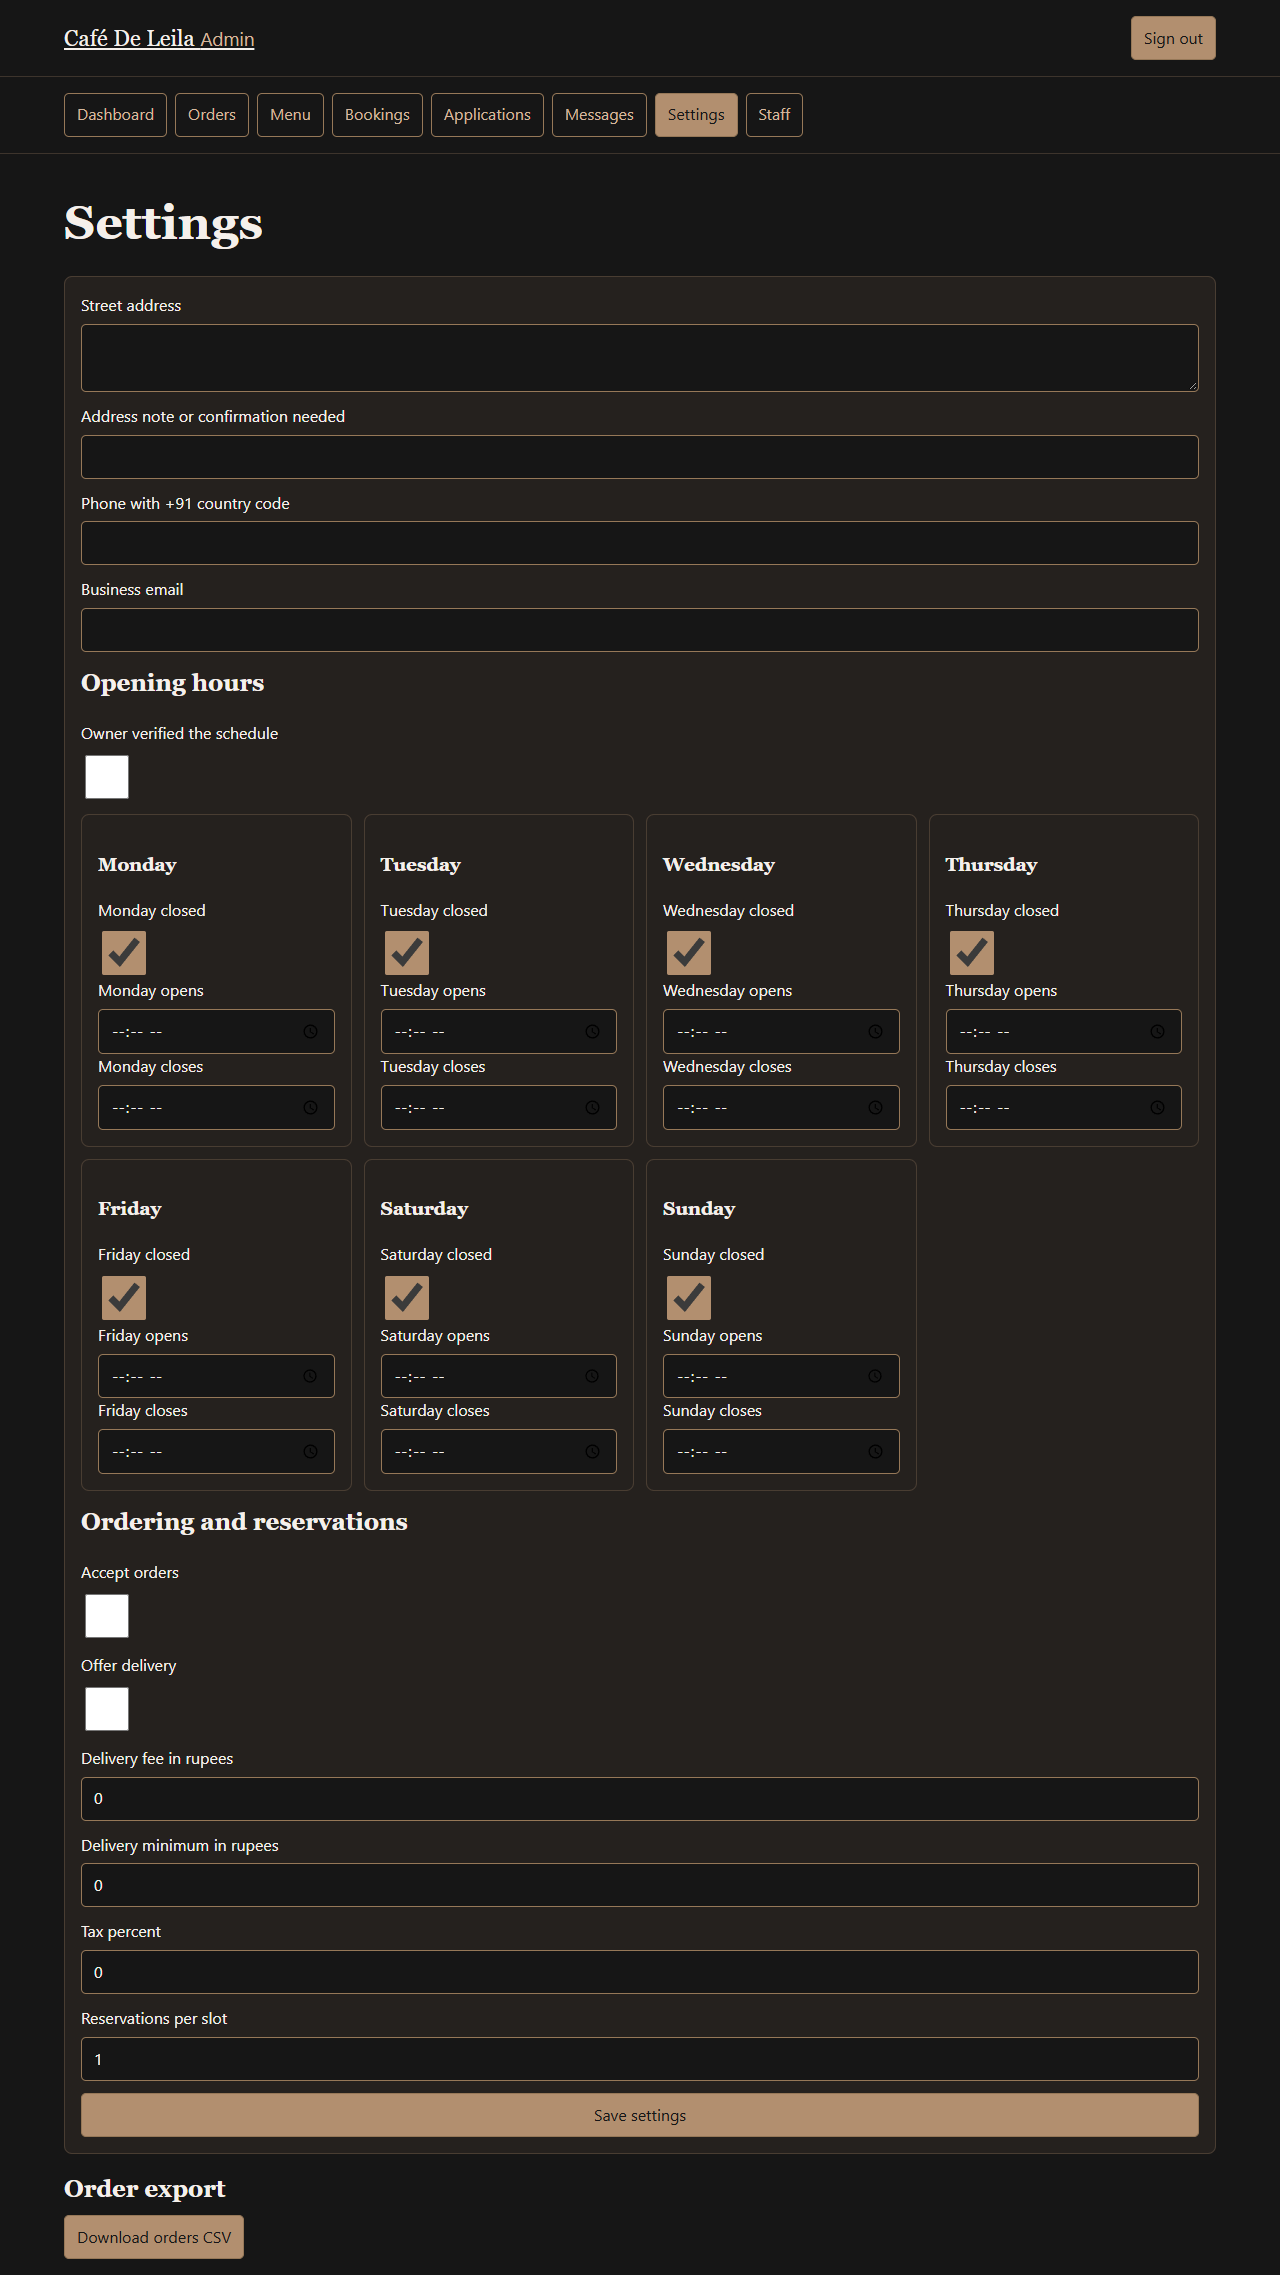 Café De Leila Admin
Sign out
Dashboard Orders Menu Bookings Applications Messages Settings Staff
Settings
Street address
Address note or confirmation needed
Phone with +91 country code
Business email
Opening hours
Owner verified the schedule
Monday Tuesday Wednesday Thursday
Monday closed Tuesday closed Wednesday closed Thursday closed
Monday opens Tuesday opens Wednesday opens Thursday opens
--:-- -- --:-- -- --:-- -- --:-- --
Monday closes Tuesday closes Wednesday closes Thursday closes
--:-- -- --:-- -- --:-- -- --:-- --
Friday Saturday Sunday
Friday closed Saturday closed Sunday closed
Friday opens Saturday opens Sunday opens
--:-- -- --:-- -- --:-- --
Friday closes Saturday closes Sunday closes
--:-- -- --:-- -- --:-- --
Ordering and reservations
Accept orders
Offer delivery
Delivery fee in rupees
0
Delivery minimum in rupees
0
Tax percent
0
Reservations per slot
1
Save settings
Order export
Download orders CSV